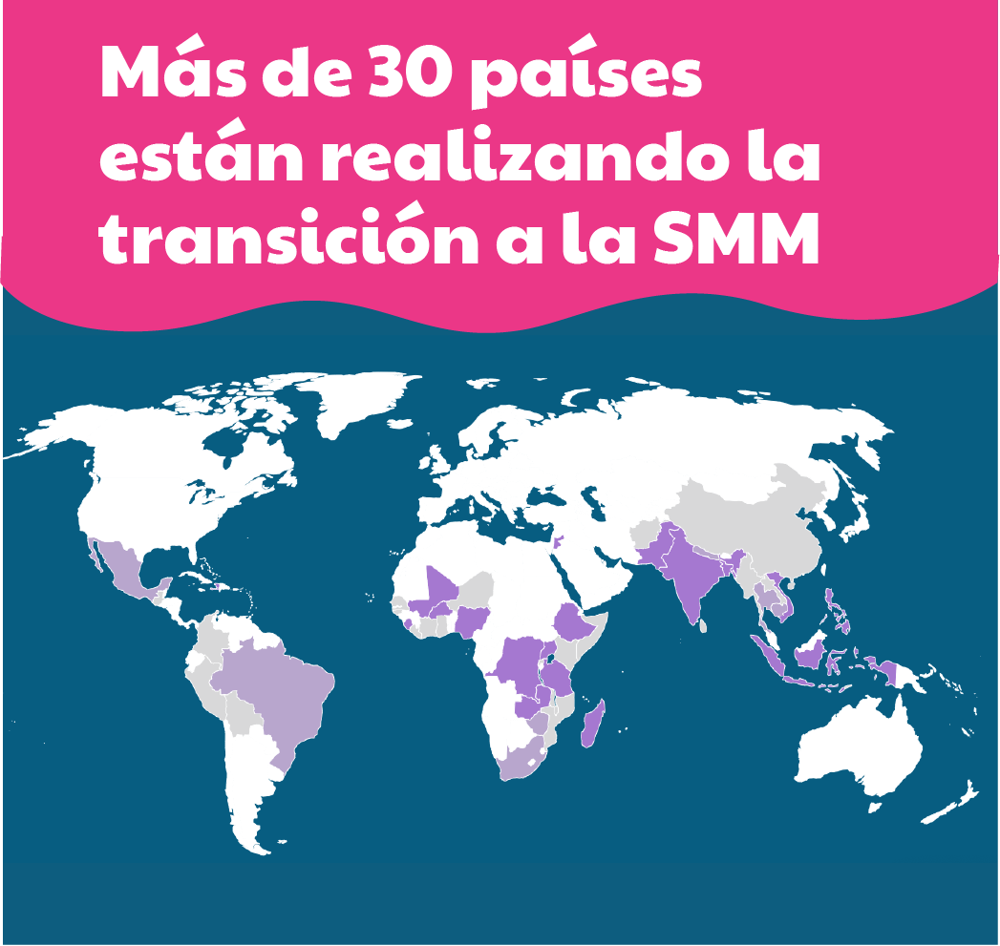 Más de 30 países
están realizando la
transición a la SMM